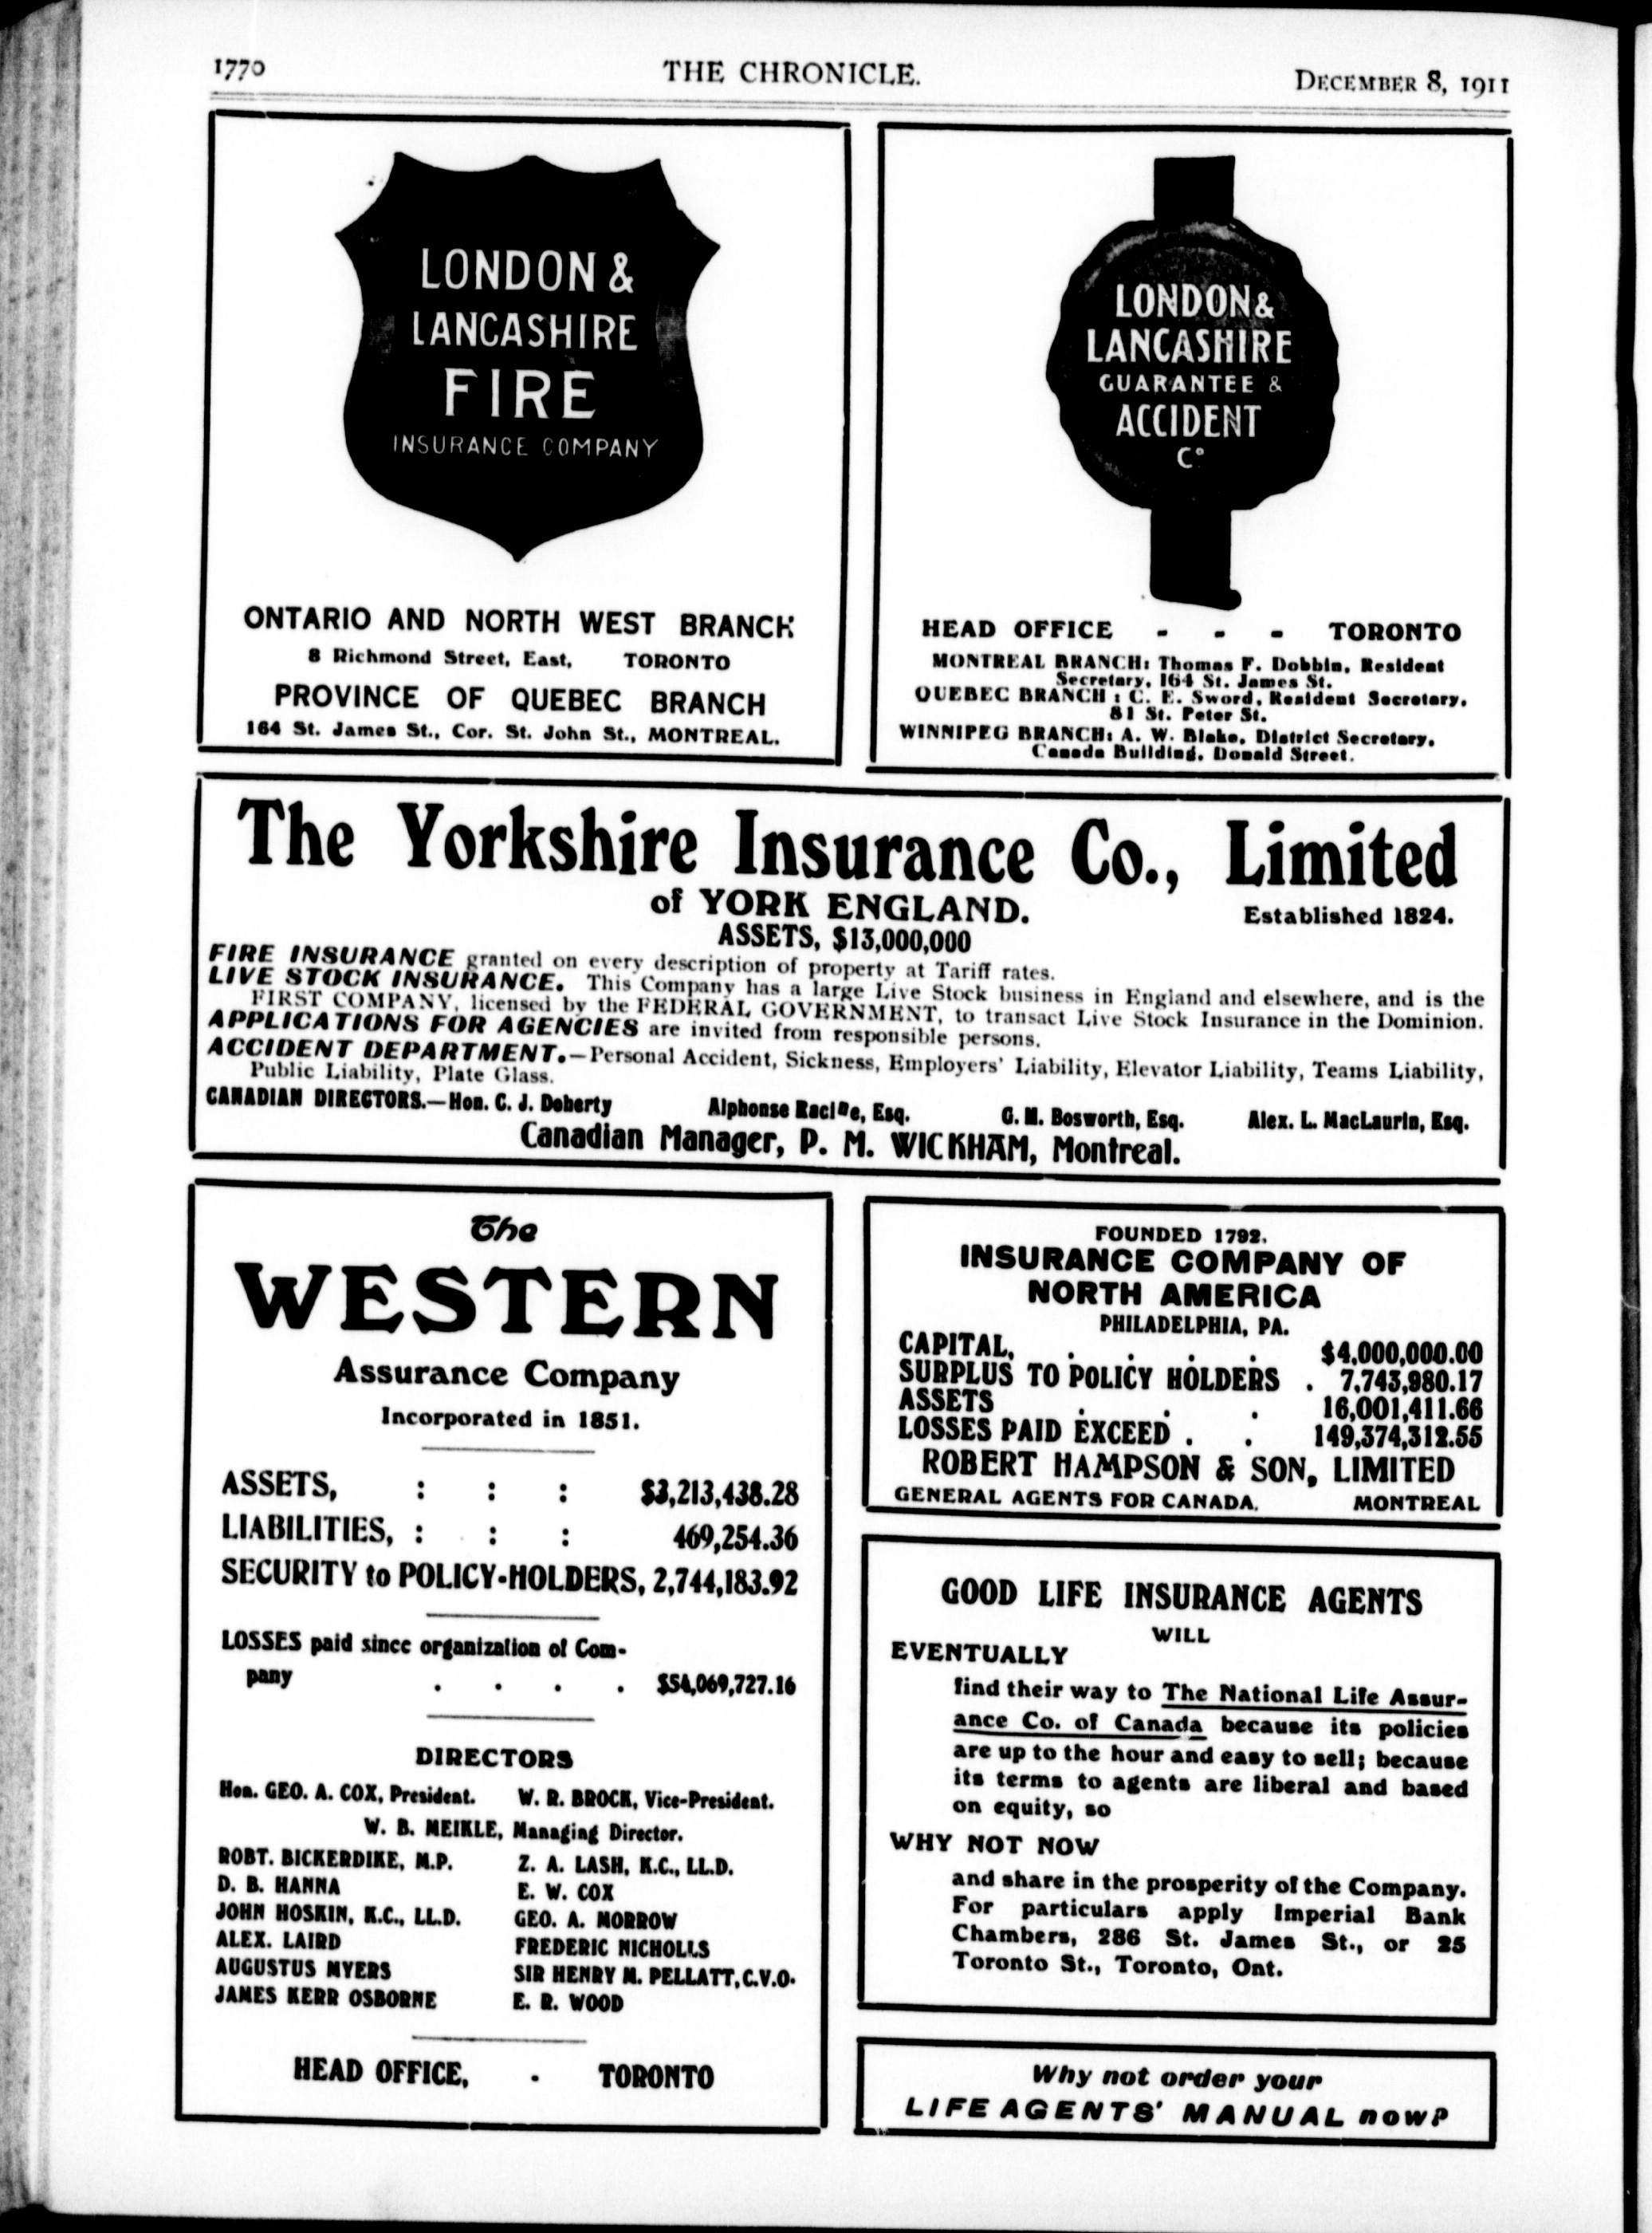 1770
THE CHRONICLE.
DECEMBER 8, 1911
LONDON &
LANCASHIRE
FIRE
INSURANCE COMPANY
ONTARIO AND NORTH WEST BRANCH
8 Richmond Street, East, TORONTO
PROVINCE OF QUEBEC BRANCH
164 St. James St., Cor. St. John St., MONTREAL.
LONDON &
LANCASHIRE
GUARANTEE &
ACCIDENT
Co
HEAD OFFICE - - - TORONTO
MONTREAL BRANCH: Thomas F. Dobbin, Resident
Secretary, 164 St. James St.
QUEBEC BRANCH : C. E. Sword, Resident Secretary,
81 St. Peter St.
WINNIPEG BRANCH: A. W. Blake, District Secretary,
Canada Building, Donald Street.
The Yorkshire Insurance Co., Limited
of YORK ENGLAND.
Established 1824.
ASSETS, $13,000,000
FIRE INSURANCE granted on every description of property at Tariff rates.
LIVE STOCK INSURANCE. This Company has a large Live Stock business in England and elsewhere, and is the
FIRST COMPANY, licensed by the FEDERAL GOVERNMENT, to transact Live Stock Insurance in the Dominion.
APPLICATIONS FOR AGENCIES are invited from responsible persons.
ACCIDENT DEPARTMENT.—Personal Accident, Sickness, Employers' Liability, Elevator Liability, Teams Liability,
Public Liability, Plate Glass.
CANADIAN DIRECTORS.—Hon. C. J. Doherty Alphonse Racine, Esq. G. M. Bosworth, Esq. Alex. L. MacLaurin, Esq.
Canadian Manager, P. M. WICKHAM, Montreal.
The
WESTERN
Assurance Company
Incorporated in 1851.
ASSETS, : : : $3,213,438.28
LIABILITIES, : : : 469,254.36
SECURITY to POLICY-HOLDERS, 2,744,183.92
LOSSES paid since organization of Com-
pany . . . . $54,069,727.16
DIRECTORS
Hon. GEO. A. COX, President. W. R. BROCK, Vice-President.
W. B. MEIKLE, Managing Director.
ROBT. BICKERDIKE, M.P. Z. A. LASH, K.C., LL.D.
D. B. HANNA E. W. COX
JOHN HOSKIN, K.C., LL.D. GEO. A. MORROW
ALEX. LAIRD FREDERIC NICHOLLS
AUGUSTUS MYERS SIR HENRY M. PELLATT, C.V.O.
JAMES KERR OSBORNE E. R. WOOD
HEAD OFFICE, - TORONTO
FOUNDED 1792.
INSURANCE COMPANY OF
NORTH AMERICA
PHILADELPHIA, PA.
CAPITAL, . . . . $4,000,000.00
SURPLUS TO POLICY HOLDERS . 7,743,980.17
ASSETS . . . 16,001,411.66
LOSSES PAID EXCEED . . 149,374,312.55
ROBERT HAMPSON & SON, LIMITED
GENERAL AGENTS FOR CANADA. MONTREAL
GOOD LIFE INSURANCE AGENTS
WILL
EVENTUALLY
find their way to The National Life Assur-
ance Co. of Canada because its policies
are up to the hour and easy to sell; because
its terms to agents are liberal and based
on equity, so
WHY NOT NOW
and share in the prosperity of the Company.
For particulars apply Imperial Bank
Chambers, 286 St. James St., or 25
Toronto St., Toronto, Ont.
Why not order your
LIFE AGENTS' MANUAL now?